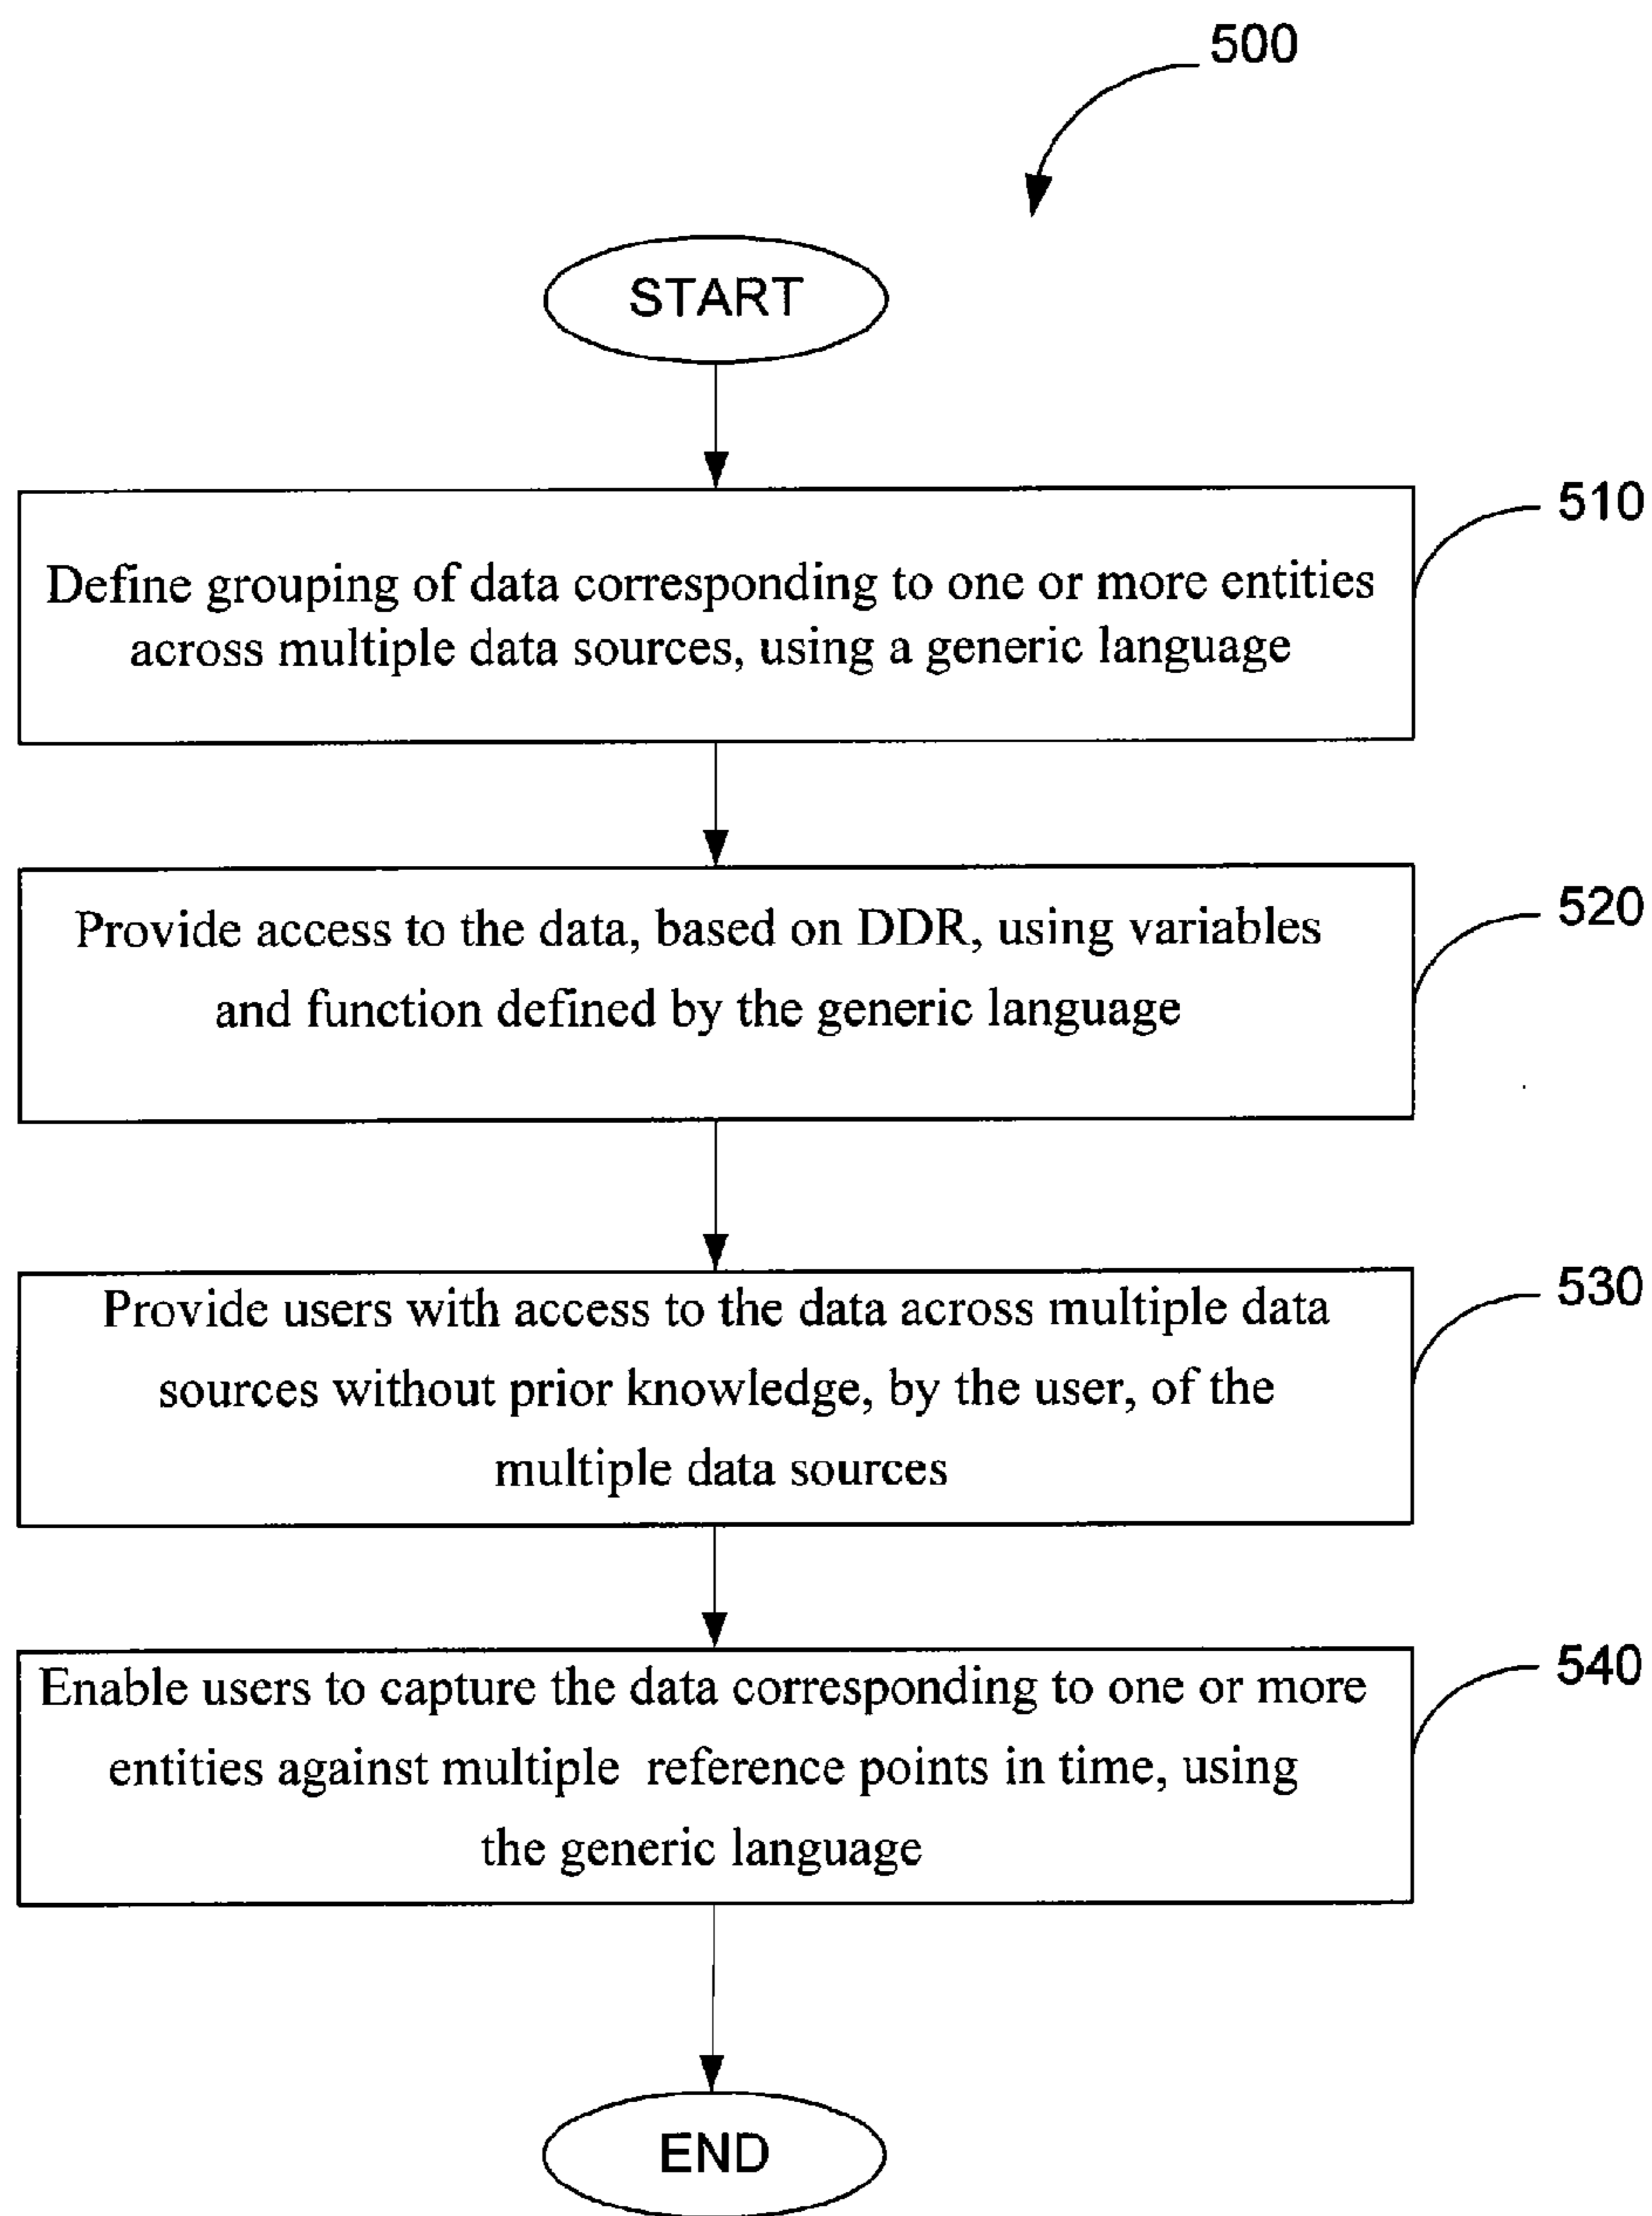 500
START
510
Define grouping of data corresponding to one or more entities
across multiple data sources, using a generic language
520
Provide access to the data, based on DDR, using variables
and function defined by the generic language
530
Provide users with access to the data across multiple data
sources without prior knowledge, by the user, of the
multiple data sources
540
Enable users to capture the data corresponding to one or more
entities against multiple reference points in time, using
the generic language
END